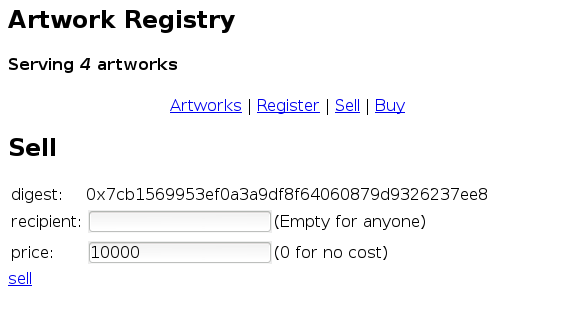 Artwork Registry
Serving 4 artworks
Artworks | Register | Sell | Buy
Sell
digest: 0x7cb1569953ef0a3a9df8f64060879d9326237ee8
recipient: (Empty for anyone)
price: 10000 (0 for no cost)
sell